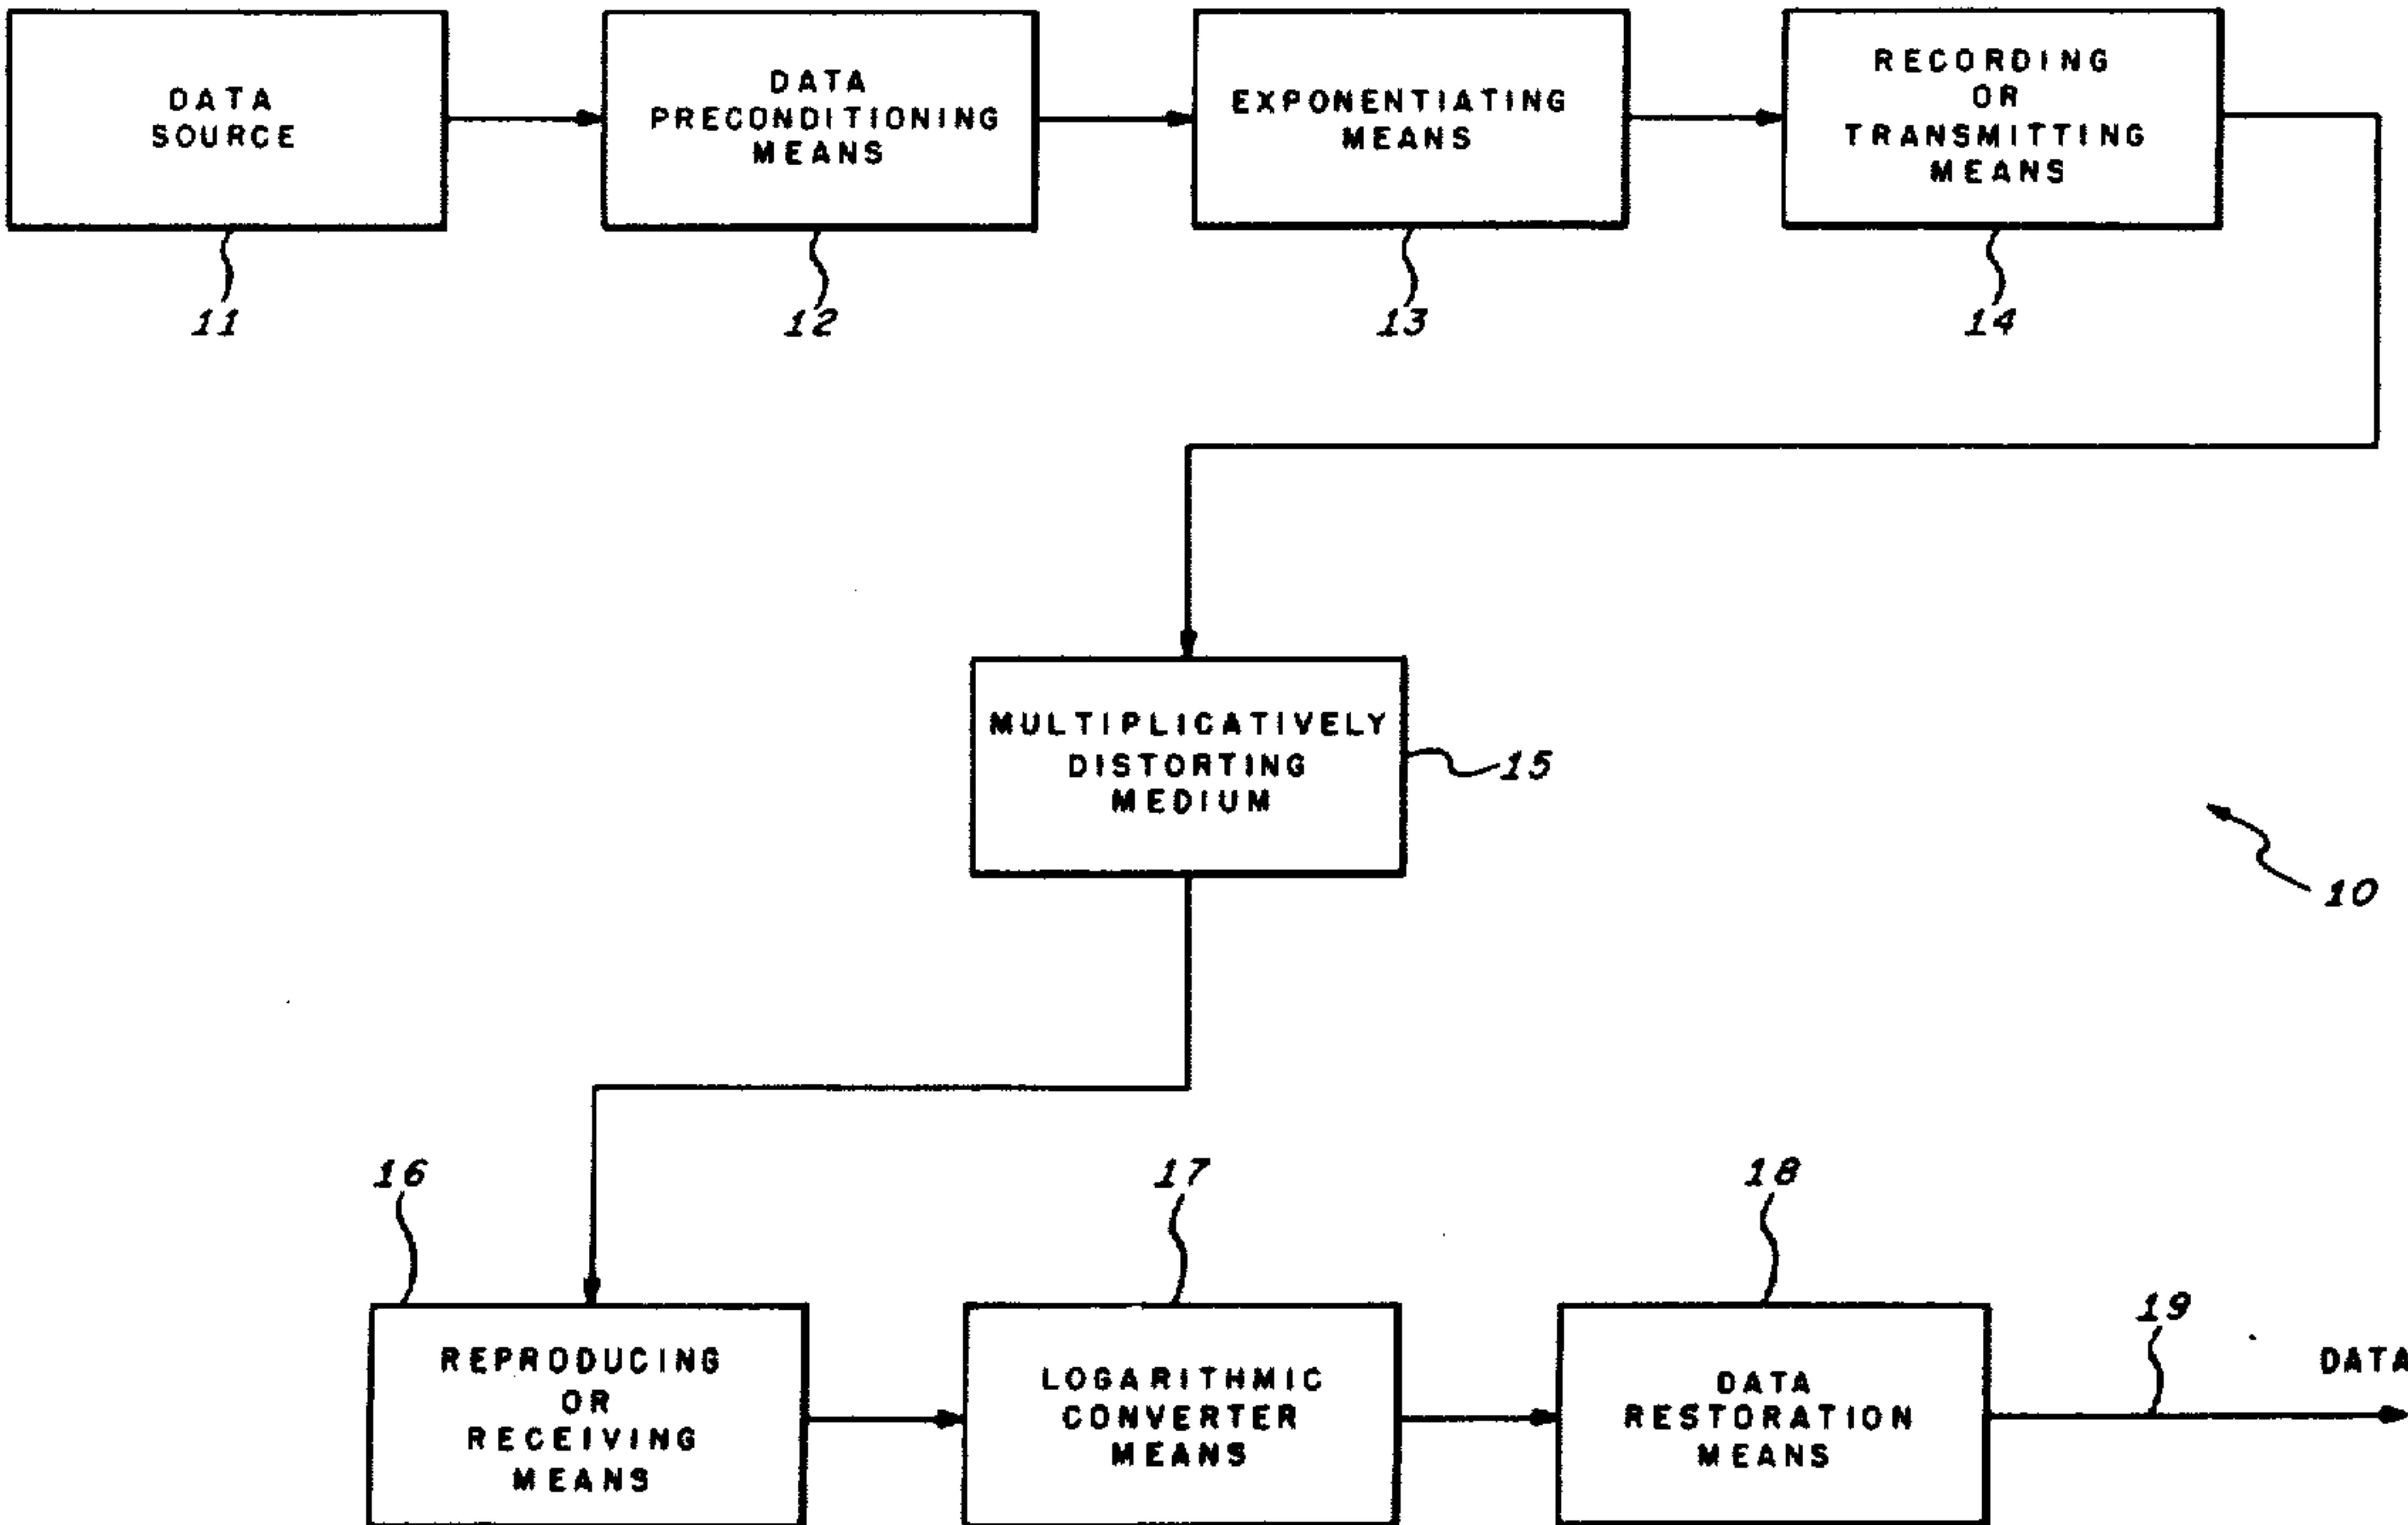 DATA
SOURCE
11
DATA
PRECONDITIONING
MEANS
12
EXPONENTIATING
MEANS
13
RECORDING
OR
TRANSMITTING
MEANS
14
MULTIPLICATIVELY
DISTORTING
MEDIUM
15
10
16
REPRODUCING
OR
RECEIVING
MEANS
17
LOGARITHMIC
CONVERTER
MEANS
18
DATA
RESTORATION
MEANS
19
DATA